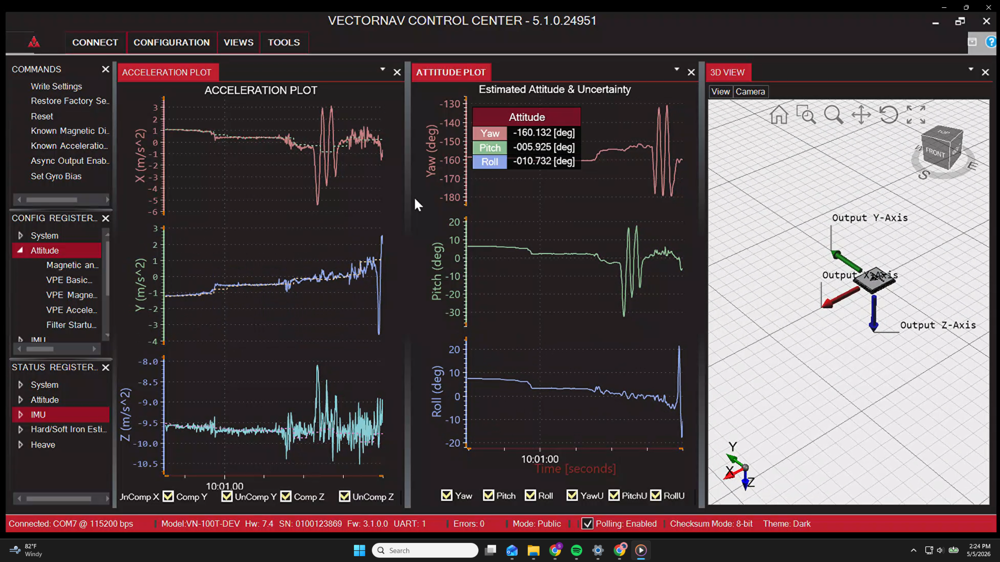 VECTORNAV CONTROL CENTER - 5.1.0.24951
CONNECT
CONFIGURATION
VIEWS
TOOLS
COMMANDS
Write Settings
Restore Factory Se..
Reset
Known Magnetic Di..
Known Acceleratio...
Async Output Enab..
Set Gyro Bias
CONFIG REGISTER...
System
Attitude
Magnetic an...
VPE Basic...
VPE Magne...
VPE Accele...
Filter Startu...
IMU
STATUS REGISTER...
System
Attitude
IMU
Hard/Soft Iron Esti...
Heave
ACCELERATION PLOT
ACCELERATION PLOT
X (m/s^2)
3
2
1
0
-1
-2
-3
-4
-5
-6
Y (m/s^2)
3
2
1
0
-1
-2
-3
-4
Z (m/s^2)
-8.0
-8.5
-9.0
-9.5
-10.0
-10.5
10:01:00
UnComp X
Comp Y
UnComp Y
Comp Z
UnComp Z
ATTITUDE PLOT
Estimated Attitude & Uncertainty
Yaw (deg)
-130
-140
-150
-160
-170
-180
Attitude
Yaw -160.132 [deg]
Pitch -005.925 [deg]
Roll -010.732 [deg]
Pitch (deg)
20
10
0
-10
-20
-30
Roll (deg)
20
10
0
-10
-20
10:01:00
Time [seconds]
Yaw
Pitch
Roll
YawU
PitchU
RollU
3D VIEW
View
Camera
TOP
FRONT
W
S
E
Output Y-Axis
Output X-Axis
Output Z-Axis
Y
X
Z
Connected: COM7 @ 115200 bps
Model:VN-100T-DEV Hw: 7.4 SN: 0100123869 Fw: 3.1.0.0 UART: 1
Errors: 0
Mode: Public
Polling: Enabled
Checksum Mode: 8-bit
Theme: Dark
82°F
Windy
Search
2:24 PM
5/5/2026